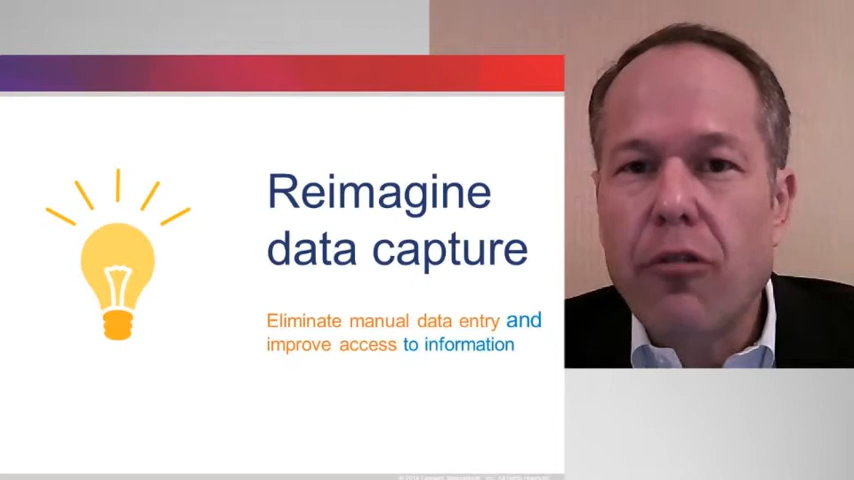 Reimagine
data capture
Eliminate manual data entry and
improve access to information